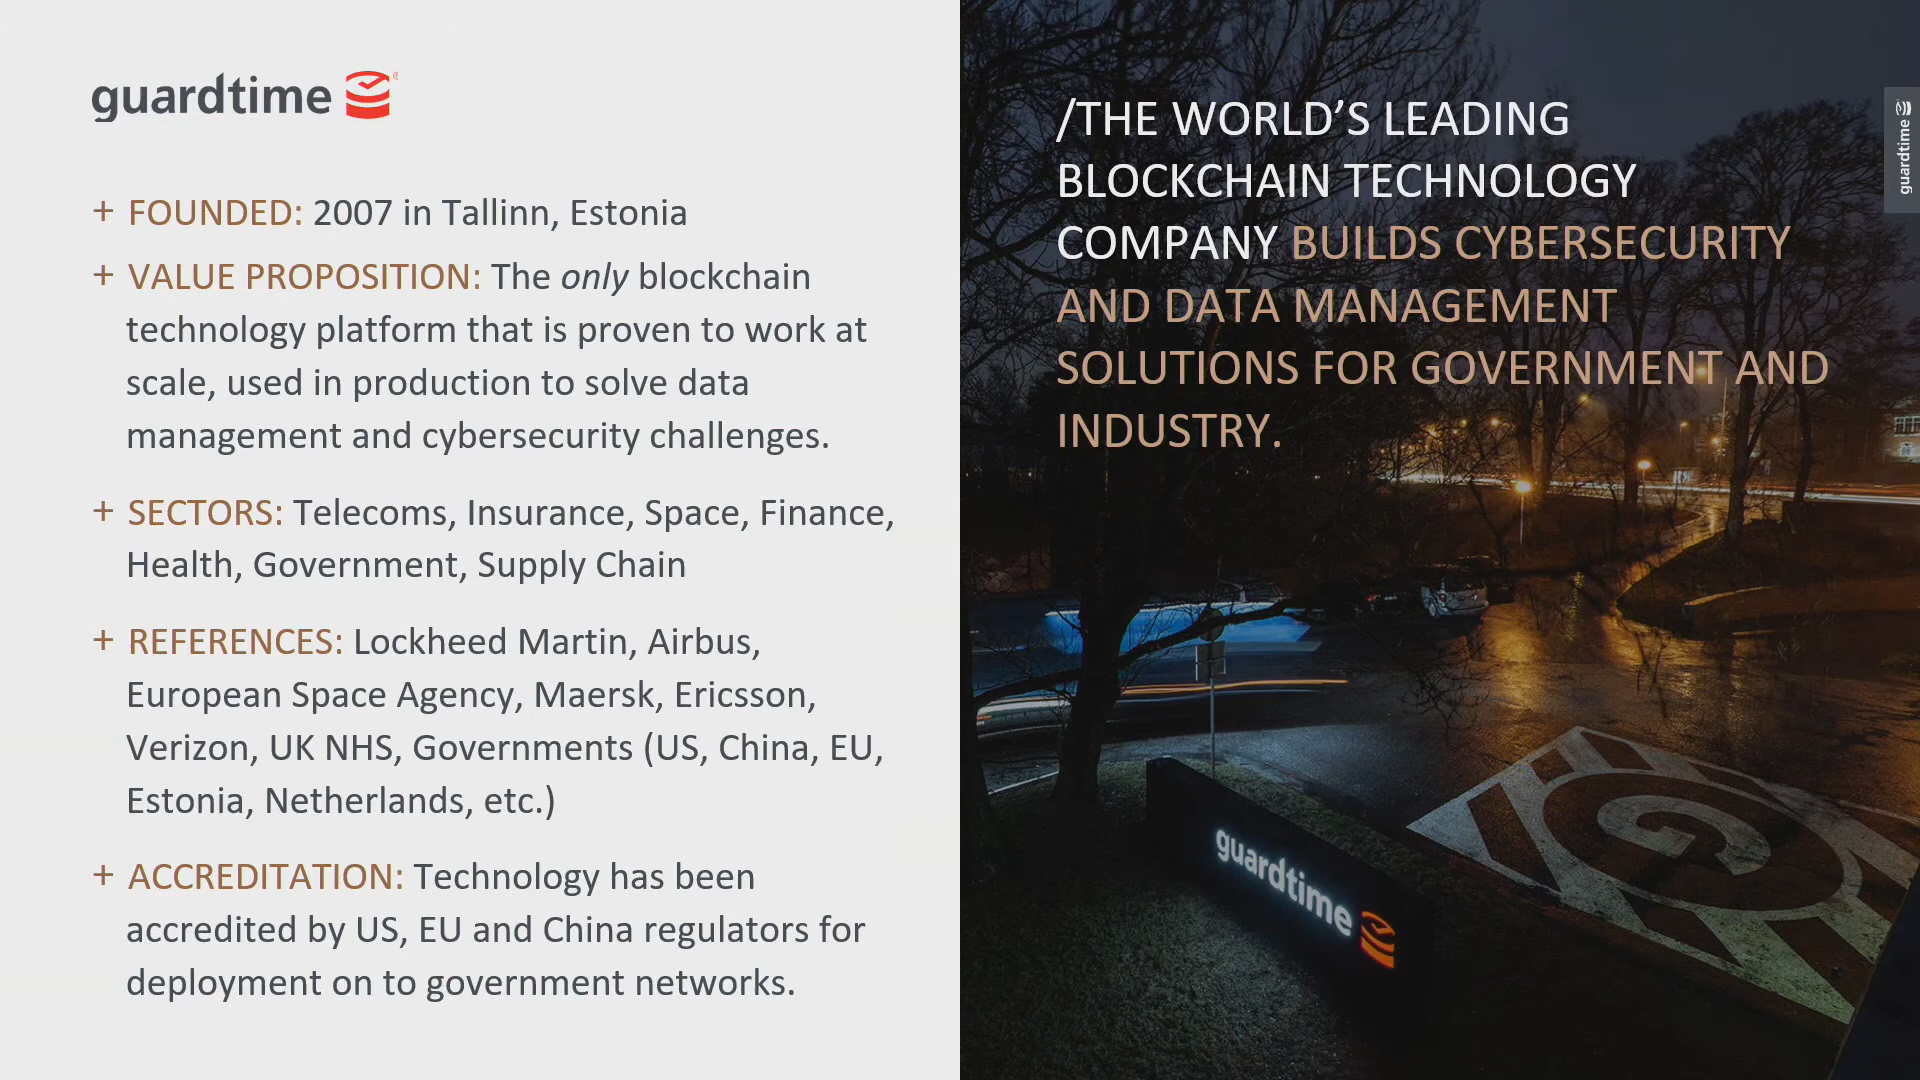 guardtime
+ FOUNDED: 2007 in Tallinn, Estonia
+ VALUE PROPOSITION: The only blockchain
technology platform that is proven to work at
scale, used in production to solve data
management and cybersecurity challenges.
+ SECTORS: Telecoms, Insurance, Space, Finance,
Health, Government, Supply Chain
+ REFERENCES: Lockheed Martin, Airbus,
European Space Agency, Maersk, Ericsson,
Verizon, UK NHS, Governments (US, China, EU,
Estonia, Netherlands, etc.)
+ ACCREDITATION: Technology has been
accredited by US, EU and China regulators for
deployment on to government networks.
/THE WORLD’S LEADING
BLOCKCHAIN TECHNOLOGY
COMPANY BUILDS CYBERSECURITY
AND DATA MANAGEMENT
SOLUTIONS FOR GOVERNMENT AND
INDUSTRY.
guardtime
guardtime
G